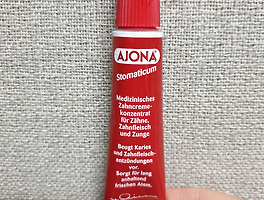 AJONA
Stomaticum
Medizinisches
Zahncreme-
konzentrat
für Zähne,
Zahnfleisch
und Zunge
Beugt Karies
und Zahnfleisch-
entzündungen
vor.
Sorgt für lang
anhaltend
frischen Atem.